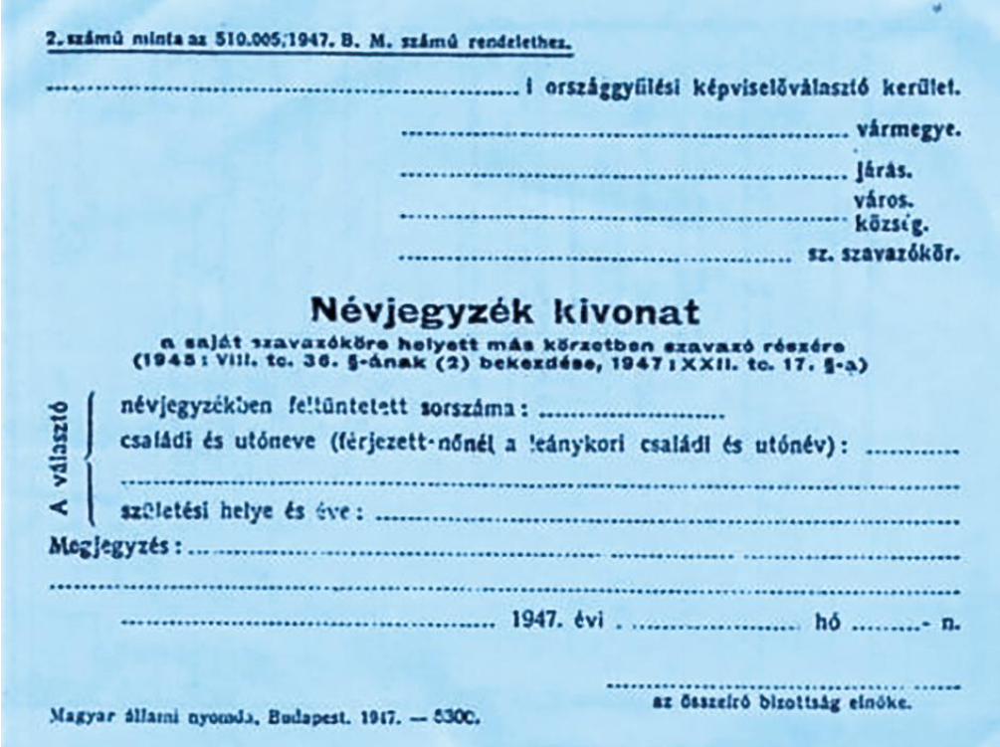 2. számú minta az 510.005/1947. B. M. számú rendelethez.
i országgyűlési képviselőválasztó kerület.
vármegye.
járás.
város.
község.
sz. szavazókör.
Névjegyzék kivonat
a saját szavazóköre helyett más körzetben szavazó részére
(1945 : VIII. tc. 36. §-ának (2) bekezdése, 1947 : XXII. tc. 17. §-a)
A választó
névjegyzékben feltüntetett sorszáma :
családi és utóneve (férjezett-nőnél a leánykori családi és utónév) :
születési helye és éve :
Megjegyzés :
1947. évi hó - n.
az összeíró bizottság elnöke.
Magyar állami nyomda, Budapest. 1947. — 5300.